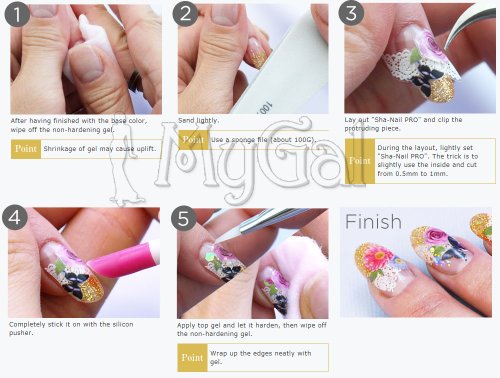 1
After having finished with the base color,
wipe off the non-hardening gel.
Point
Shrinkage of gel may cause uplift.
2
100
Sand lightly.
Point
Use a sponge file (about 100G).
3
Lay out "Sha-Nail PRO" and clip the
protruding piece.
Point
During the layout, lightly set
"Sha-Nail PRO". The trick is to
slightly use the inside and cut
from 0.5mm to 1mm.
MyGal
4
Completely stick it on with the silicon
pusher.
5
Apply top gel and let it harden, then wipe off
the non-hardening gel.
Point
Wrap up the edges neatly with
gel.
Finish